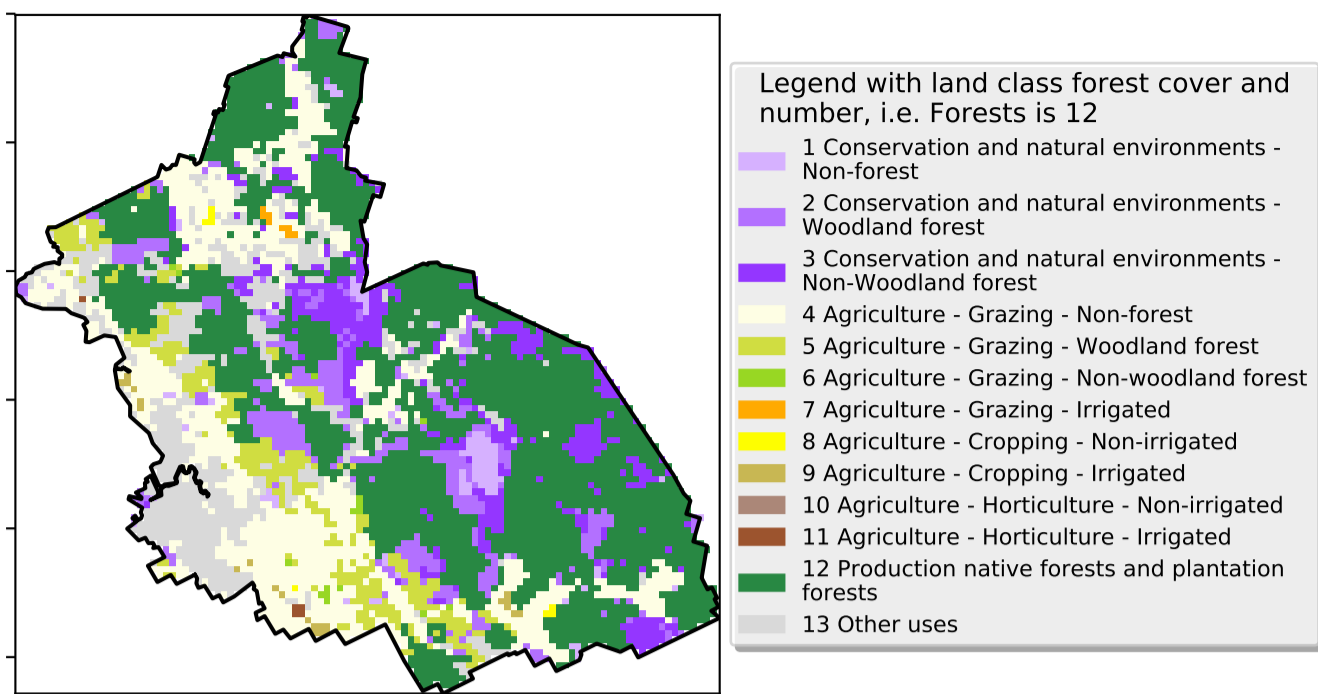 Legend with land class forest cover and
number, i.e. Forests is 12
1 Conservation and natural environments -
Non-forest
2 Conservation and natural environments -
Woodland forest
3 Conservation and natural environments -
Non-Woodland forest
4 Agriculture - Grazing - Non-forest
5 Agriculture - Grazing - Woodland forest
6 Agriculture - Grazing - Non-woodland forest
7 Agriculture - Grazing - Irrigated
8 Agriculture - Cropping - Non-irrigated
9 Agriculture - Cropping - Irrigated
10 Agriculture - Horticulture - Non-irrigated
11 Agriculture - Horticulture - Irrigated
12 Production native forests and plantation
forests
13 Other uses